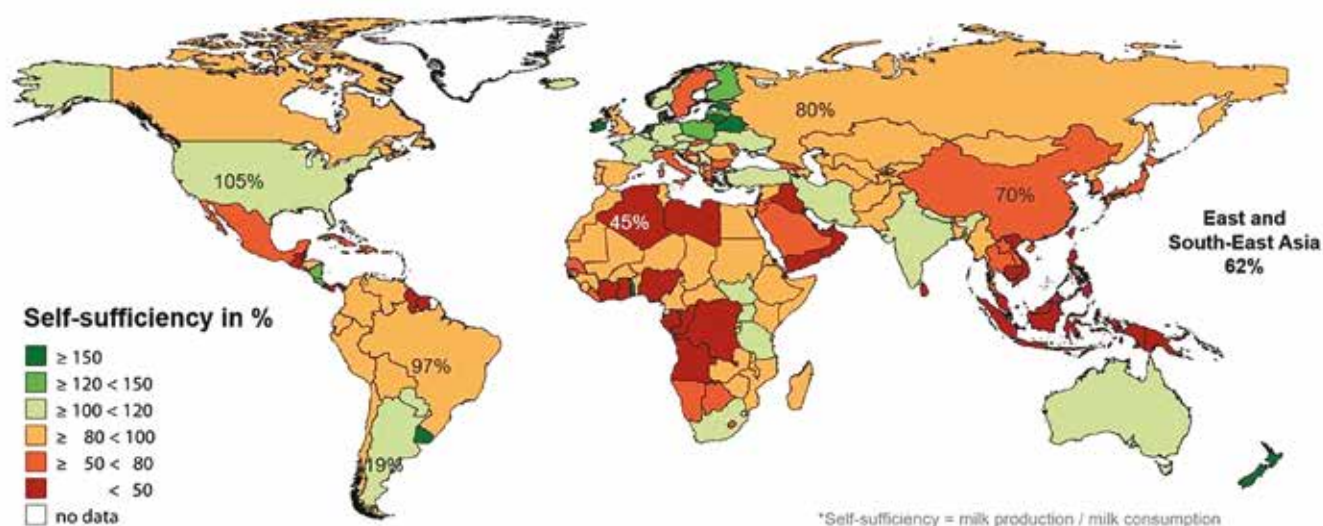 80%
105%
70%
45%
East and
South-East Asia
62%
Self-sufficiency in %
≥ 150
≥ 120 < 150
≥ 100 < 120
≥ 80 < 100
≥ 50 < 80
< 50
no data
97%
19%
*Self-sufficiency = milk production / milk consumption